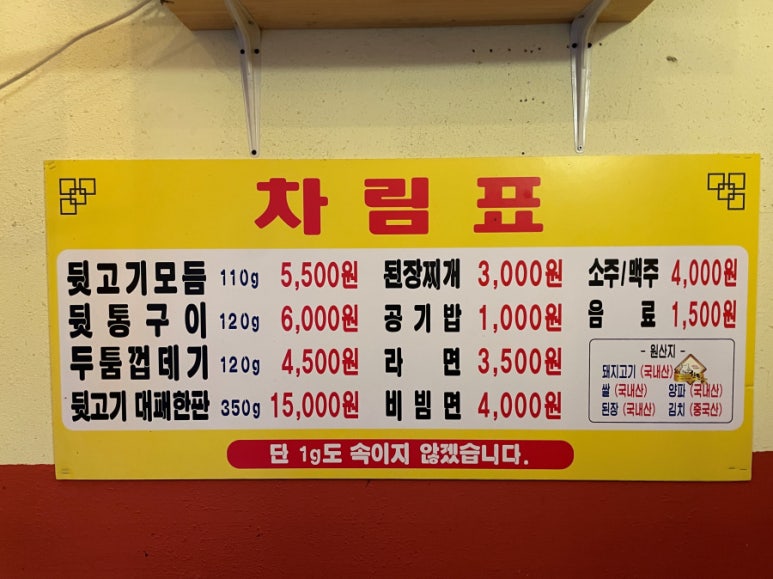 차림표
뒷고기모듬 110g 5,500원
뒷통구이 120g 6,000원
두툼껍데기 120g 4,500원
뒷고기 대패한판 350g 15,000원
된장찌개 3,000원
공기밥 1,000원
라면 3,500원
비빔면 4,000원
소주/맥주 4,000원
음료 1,500원
- 원산지 -
돼지고기 (국내산)
쌀 (국내산) 양파 (국내산)
된장 (국내산) 김치 (중국산)
단 1g도 속이지 않겠습니다.